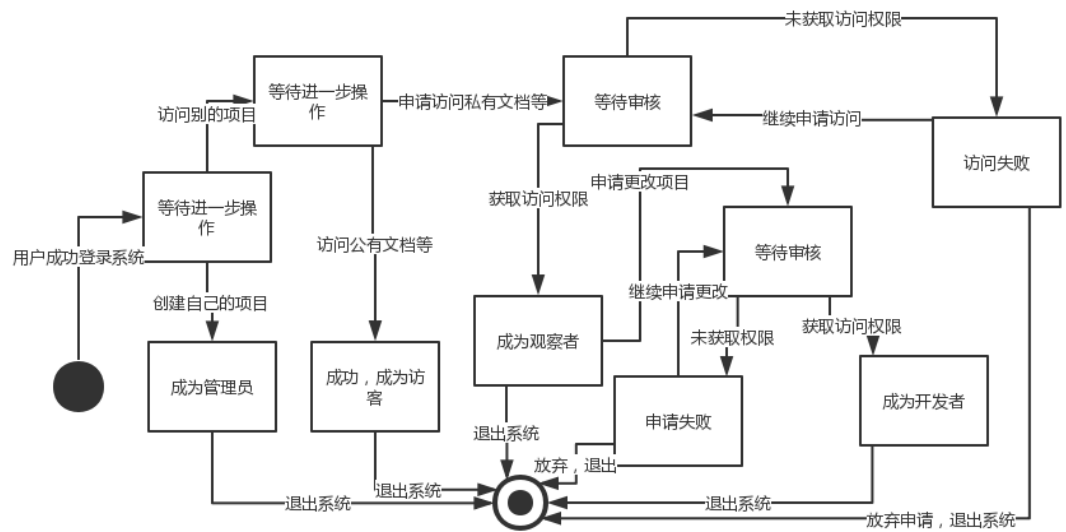 未获取访问权限
等待进一步操
作
等待审核
访问别的项目
申请访问私有文档等
继续申请访问
访问失败
等待进一步操
作
获取访问权限
申请更改项目
用户成功登录系统
访问公有文档等
等待审核
继续申请更改
创建自己的项目
成为观察者
未获取权限
获取访问权限
成为管理员
成功，成为访
客
申请失败
成为开发者
退出系统
放弃，退出
退出系统
退出系统
退出系统
放弃申请，退出系统